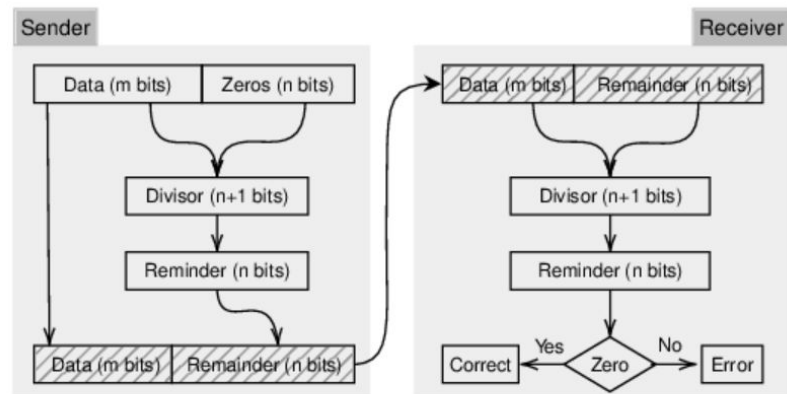 Sender
Receiver
Data (m bits)
Zeros (n bits)
Divisor (n+1 bits)
Reminder (n bits)
Data (m bits)
Remainder (n bits)
Data (m bits)
Remainder (n bits)
Divisor (n+1 bits)
Reminder (n bits)
Correct
Yes
Zero
No
Error